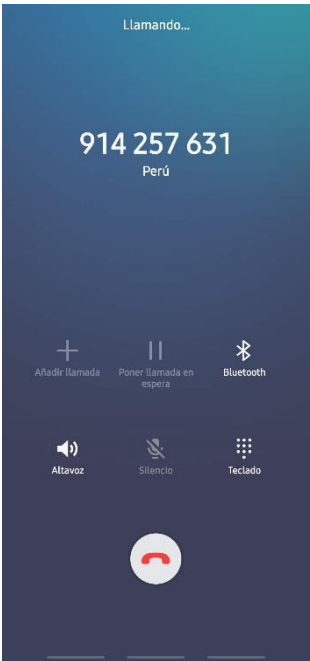 Llamando...
914 257 631
Perú
Añadir llamada
Poner llamada en
espera
Bluetooth
Altavoz
Silencio
Teclado